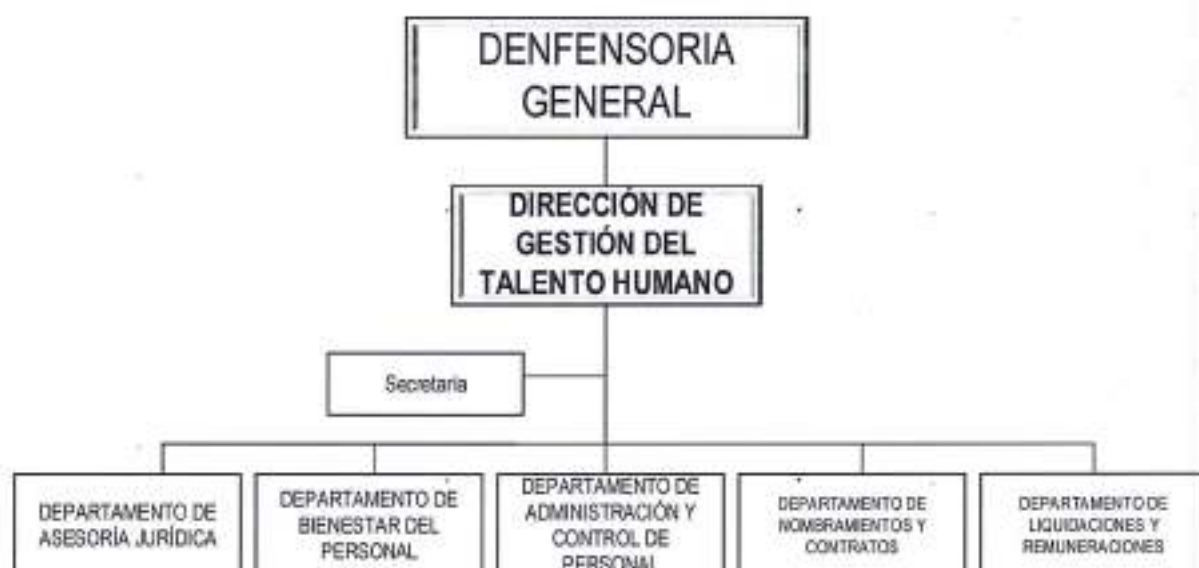 DENFENSORIA
GENERAL
DIRECCIÓN DE
GESTIÓN DEL
TALENTO HUMANO
Secretaria
DEPARTAMENTO DE
ASESORÍA JURÍDICA
DEPARTAMENTO DE
BIENESTAR DEL
PERSONAL
DEPARTAMENTO DE
ADMINISTRACIÓN Y
CONTROL DE
PERSONAL
DEPARTAMENTO DE
NOMBRAMIENTOS Y
CONTRATOS
DEPARTAMENTO DE
LIQUIDACIONES Y
REMUNERACIONES